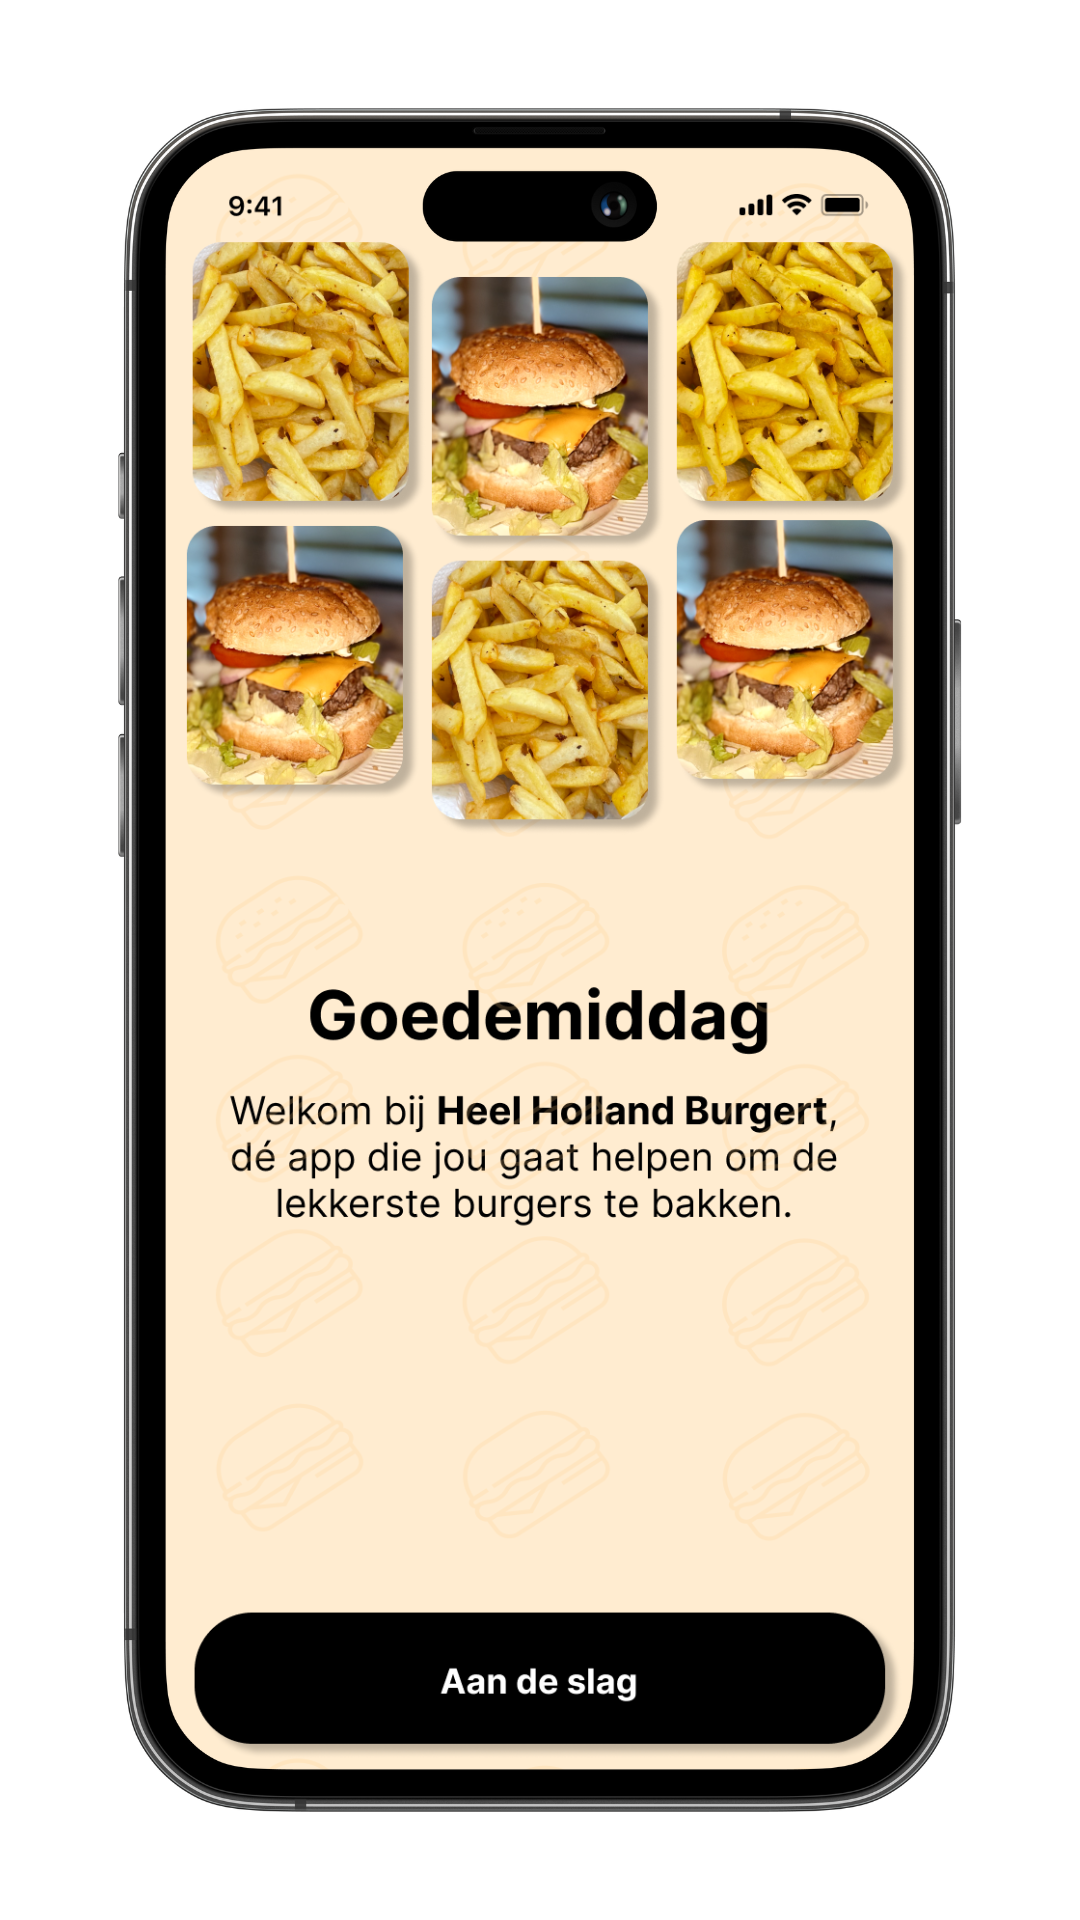 9:41
Goedemiddag
Welkom bij Heel Holland Burgert,
dé app die jou gaat helpen om de
lekkerste burgers te bakken.
Aan de slag